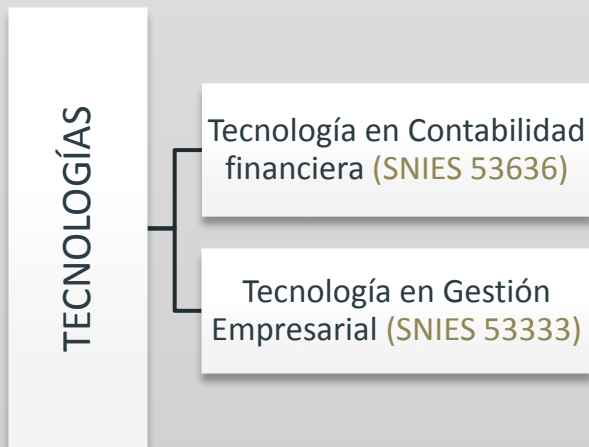 TECNOLOGÍAS
Tecnología en Contabilidad
financiera (SNIES 53636)
Tecnología en Gestión
Empresarial (SNIES 53333)